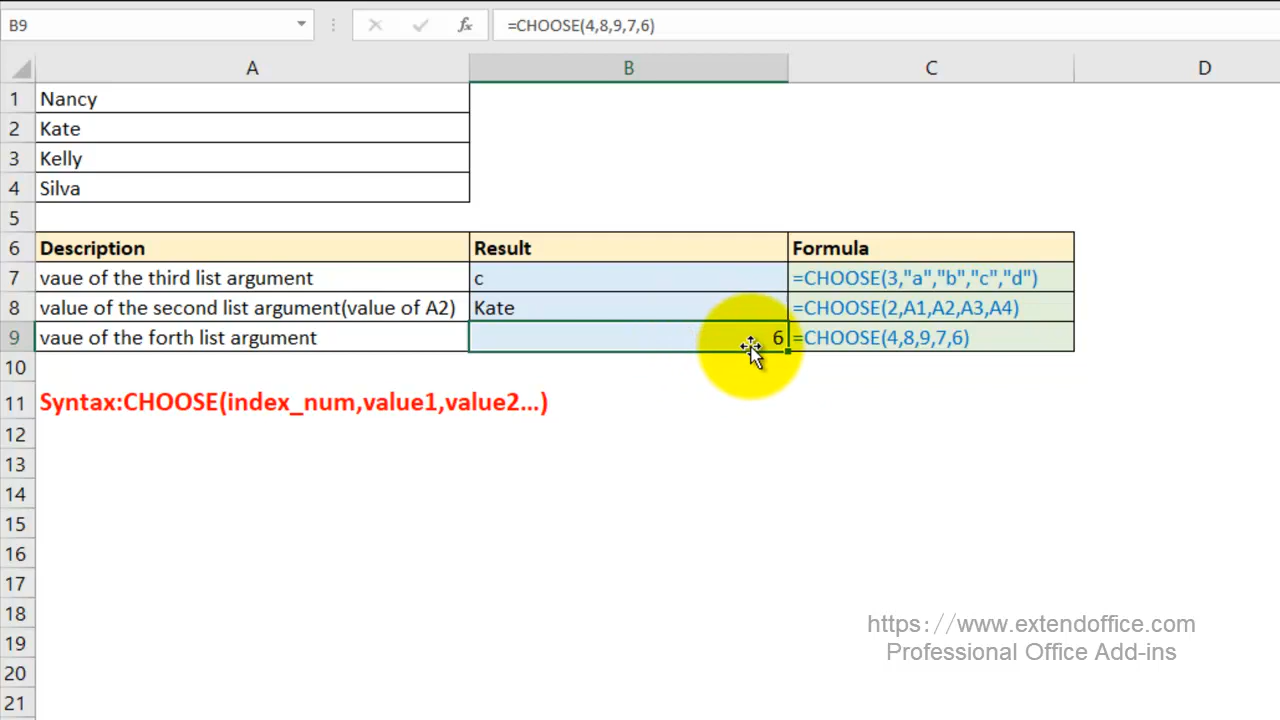 B9 fx =CHOOSE(4,8,9,7,6)
A B C D
1 Nancy
2 Kate
3 Kelly
4 Silva
5
6 Description Result Formula
7 vaue of the third list argument c =CHOOSE(3,"a","b","c","d")
8 value of the second list argument(value of A2) Kate =CHOOSE(2,A1,A2,A3,A4)
9 vaue of the forth list argument 6 =CHOOSE(4,8,9,7,6)
10
11 Syntax:CHOOSE(index_num,value1,value2...)
12
13
14
15
16
17
18
https://www.extendoffice.com
19
Professional Office Add-ins
20
21